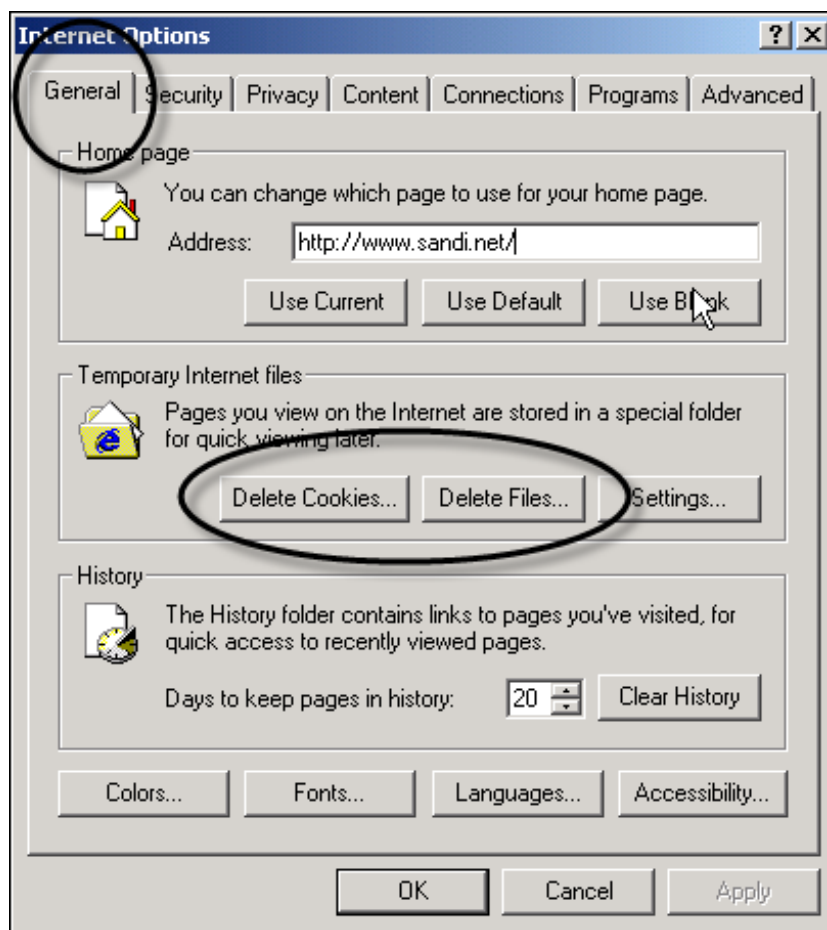 Internet Options
General Security Privacy Content Connections Programs Advanced
Home page
You can change which page to use for your home page.
Address: http://www.sandi.net/
Use Current Use Default Use Blank
Temporary Internet files
Pages you view on the Internet are stored in a special folder
for quick viewing later.
Delete Cookies... Delete Files... Settings...
History
The History folder contains links to pages you've visited, for
quick access to recently viewed pages.
Days to keep pages in history: 20 Clear History
Colors... Fonts... Languages... Accessibility...
OK Cancel Apply